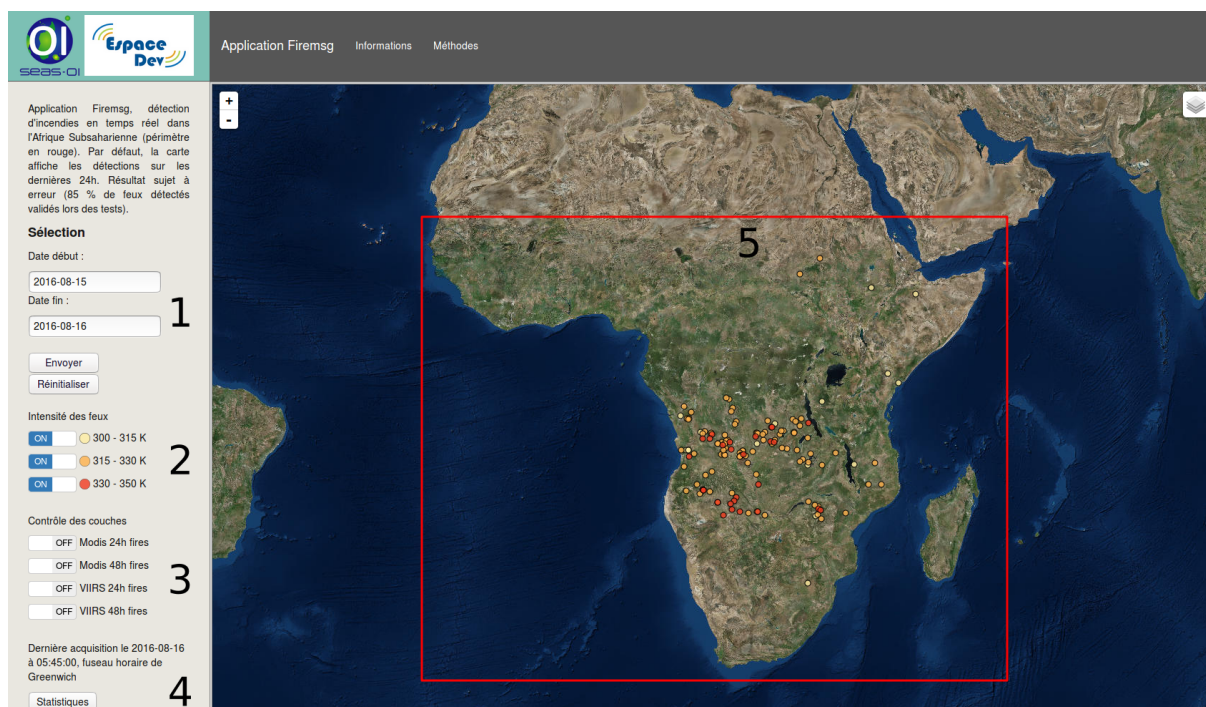 OI
seas-OI
Espace
Dev
Application Firemsg
Informations
Méthodes
Application Firemsg, détection
d'incendies en temps réel dans
l'Afrique Subsaharienne (périmètre
en rouge). Par défaut, la carte
affiche les détections sur les
dernières 24h. Résultat sujet à
erreur (85 % de feux détectés
validés lors des tests).
Sélection
Date début :
2016-08-15
Date fin :
2016-08-16
1
Envoyer
Réinitialiser
Intensité des feux
ON 300 - 315 K
ON 315 - 330 K
ON 330 - 350 K
2
Contrôle des couches
OFF Modis 24h fires
OFF Modis 48h fires
OFF VIIRS 24h fires
OFF VIIRS 48h fires
3
Dernière acquisition le 2016-08-16
à 05:45:00, fuseau horaire de
Greenwich
Statistiques
4
+
-
5